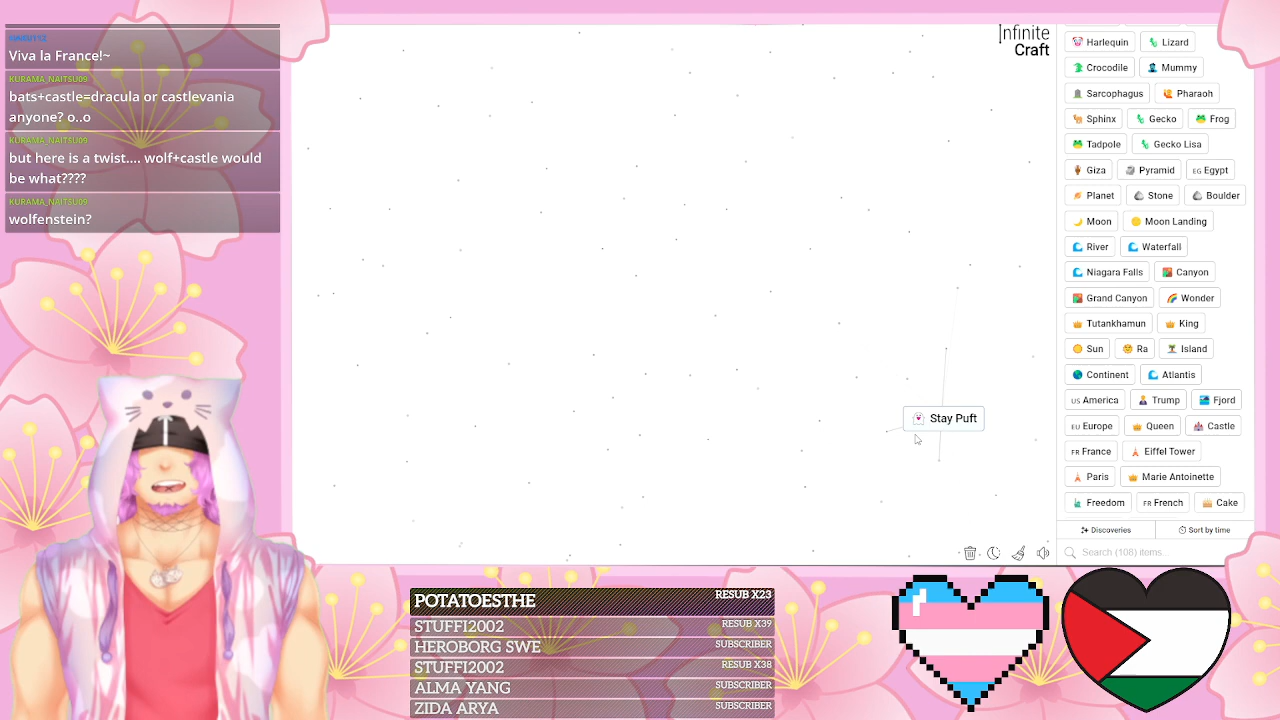 Viva la France!~
KURAMA_NAITSU09
bats+castle=dracula or castlevania
anyone? o..o
KURAMA_NAITSU09
but here is a twist.... wolf+castle would
be what????
KURAMA_NAITSU09
wolfenstein?
Infinite
Craft
Stay Puft
Harlequin Lizard
Crocodile Mummy
Sarcophagus Pharaoh
Sphinx Gecko Frog
Tadpole Gecko Lisa
Giza Pyramid EG Egypt
Planet Stone Boulder
Moon Moon Landing
River Waterfall
Niagara Falls Canyon
Grand Canyon Wonder
Tutankhamun King
Sun Ra Island
Continent Atlantis
US America Trump Fjord
EU Europe Queen Castle
FR France Eiffel Tower
Paris Marie Antoinette
Freedom FR French Cake
Discoveries Sort by time
Search (108) items...
POTATOESTHE RESUB X23
STUFFI2002 RESUB X39
HEROBORG SWE SUBSCRIBER
STUFFI2002 RESUB X38
ALMA YANG SUBSCRIBER
ZIDA ARYA SUBSCRIBER